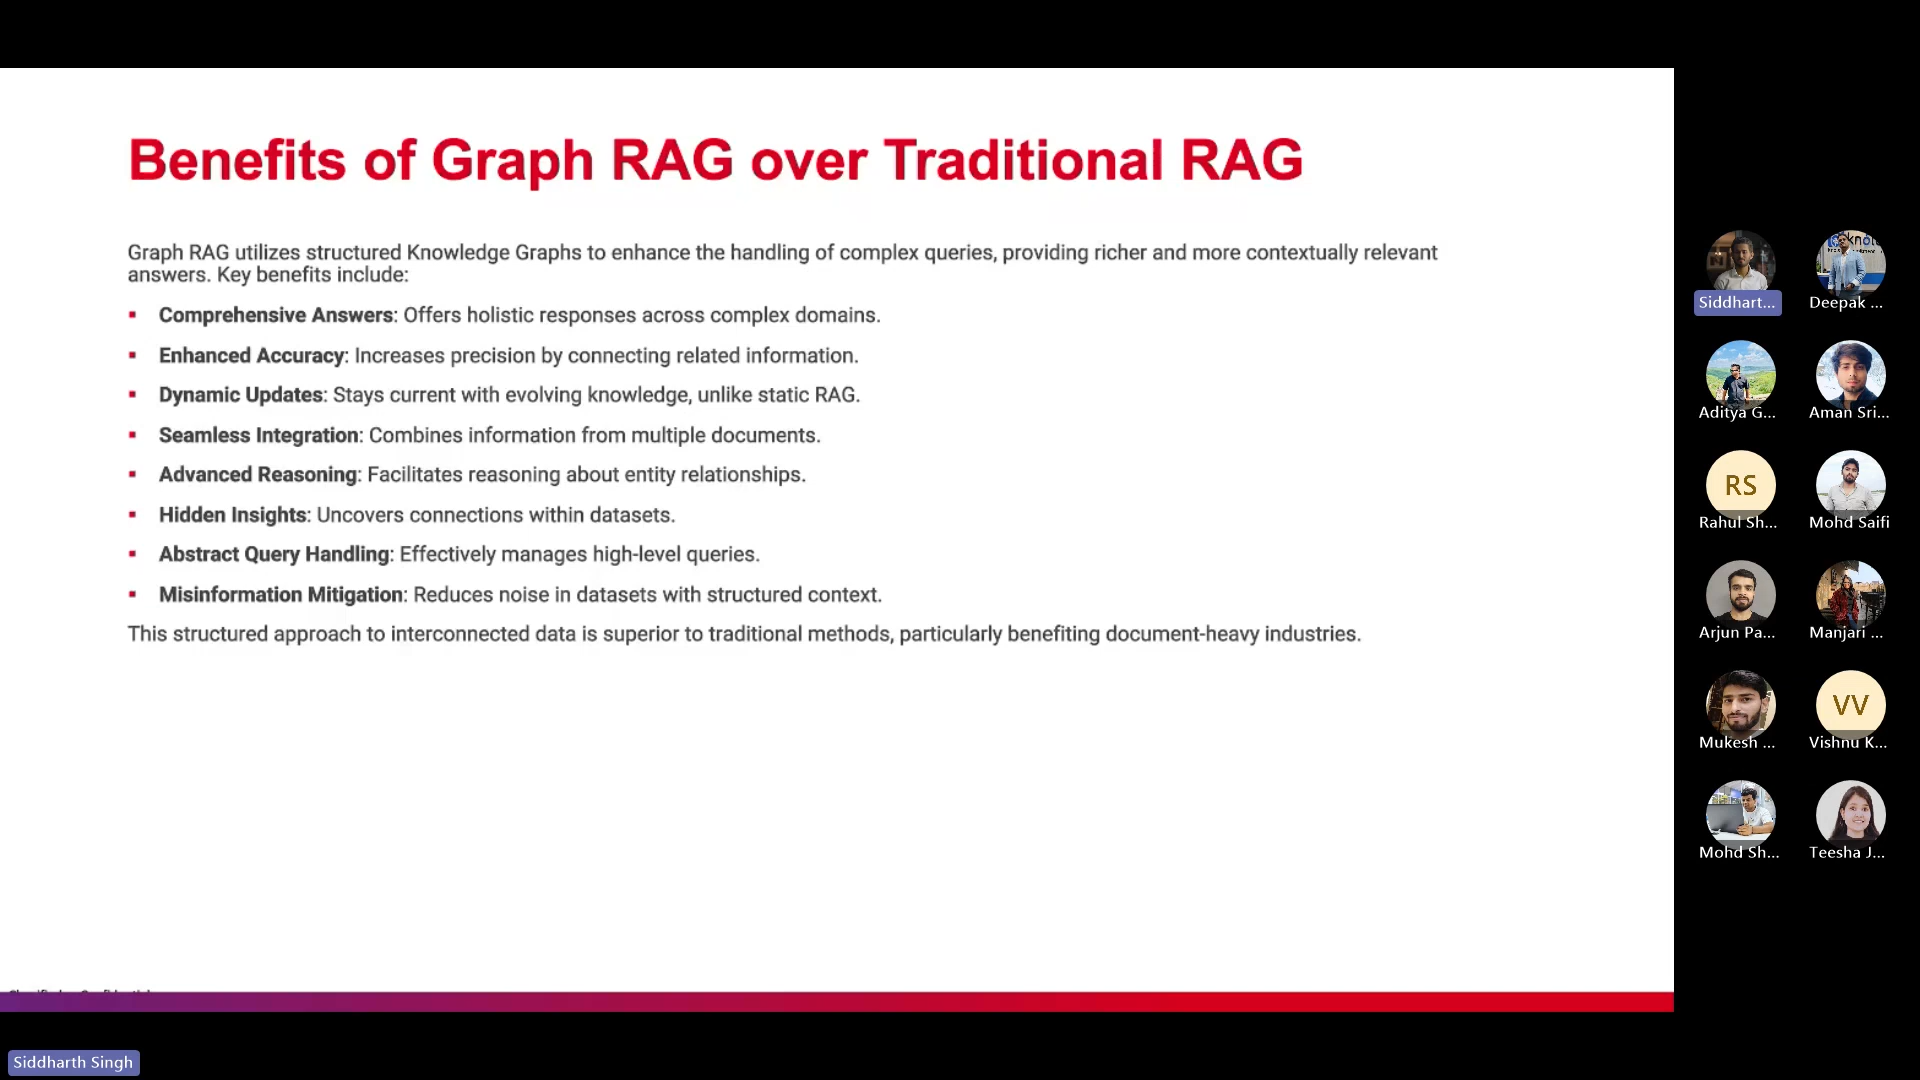 Benefits of Graph RAG over Traditional RAG
Graph RAG utilizes structured Knowledge Graphs to enhance the handling of complex queries, providing richer and more contextually relevant
answers. Key benefits include:
▪ Comprehensive Answers: Offers holistic responses across complex domains.
▪ Enhanced Accuracy: Increases precision by connecting related information.
▪ Dynamic Updates: Stays current with evolving knowledge, unlike static RAG.
▪ Seamless Integration: Combines information from multiple documents.
▪ Advanced Reasoning: Facilitates reasoning about entity relationships.
▪ Hidden Insights: Uncovers connections within datasets.
▪ Abstract Query Handling: Effectively manages high-level queries.
▪ Misinformation Mitigation: Reduces noise in datasets with structured context.
This structured approach to interconnected data is superior to traditional methods, particularly benefiting document-heavy industries.
Siddhart... Deepak ...
Aditya G... Aman Sri...
RS
Rahul Sh... Mohd Saifi
Arjun Pa... Manjari ...
VV
Mukesh ... Vishnu K...
Mohd Sh... Teesha J...
Siddharth Singh